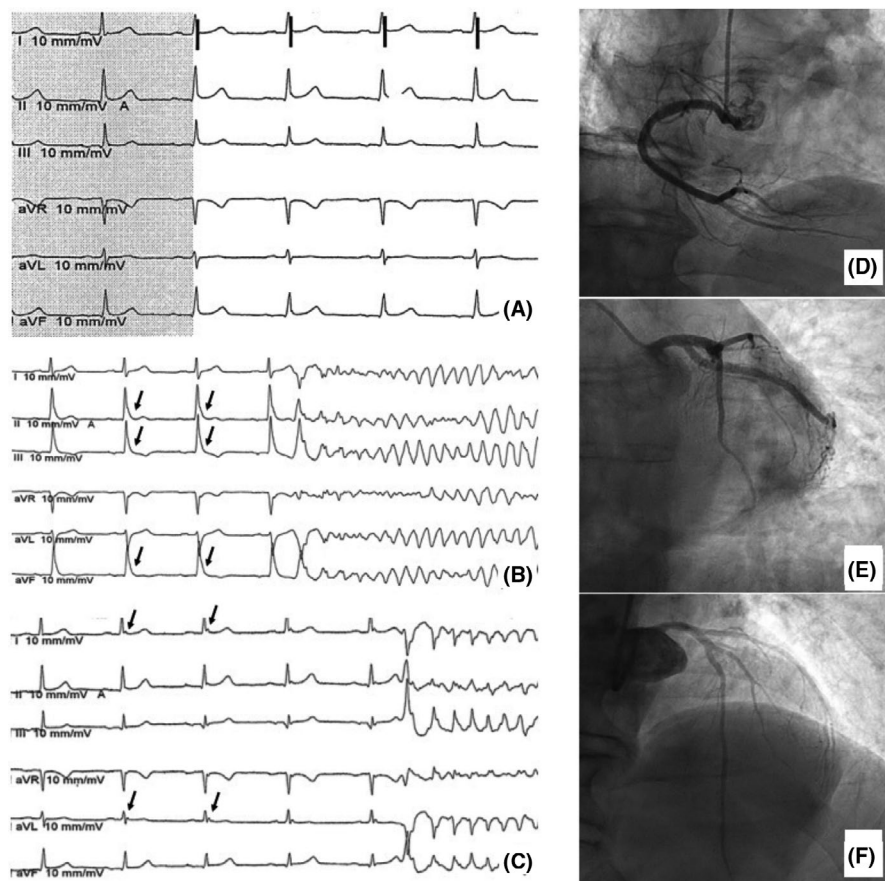 I 10 mm/mV
II 10 mm/mV A
III 10 mm/mV
aVR 10 mm/mV
aVL 10 mm/mV
I aVF 10 mm/mV
(A)
I 10 mm/mV
II 10 mm/mV A
III 10 mm/mV
aVR 10 mm/mV
aVL 10 mm/mV
aVF 10 mm/mV
(B)
I 10 mm/mV
II 10 mm/mV A
III 10 mm/mV
I aVR 10 mm/mV
I aVL 10 mm/mV
aVF 10 mm/mV
(C)
(D)
(E)
(F)